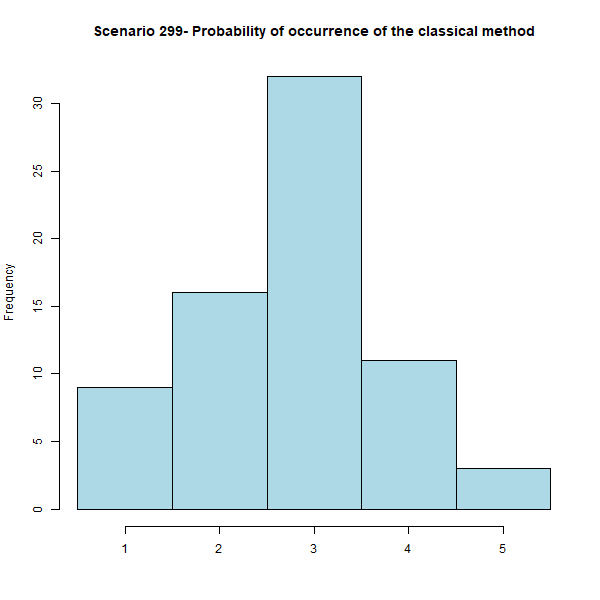 Scenario 299- Probability of occurrence of the classical method
Frequency
30
25
20
15
10
5
0
1 2 3 4 5